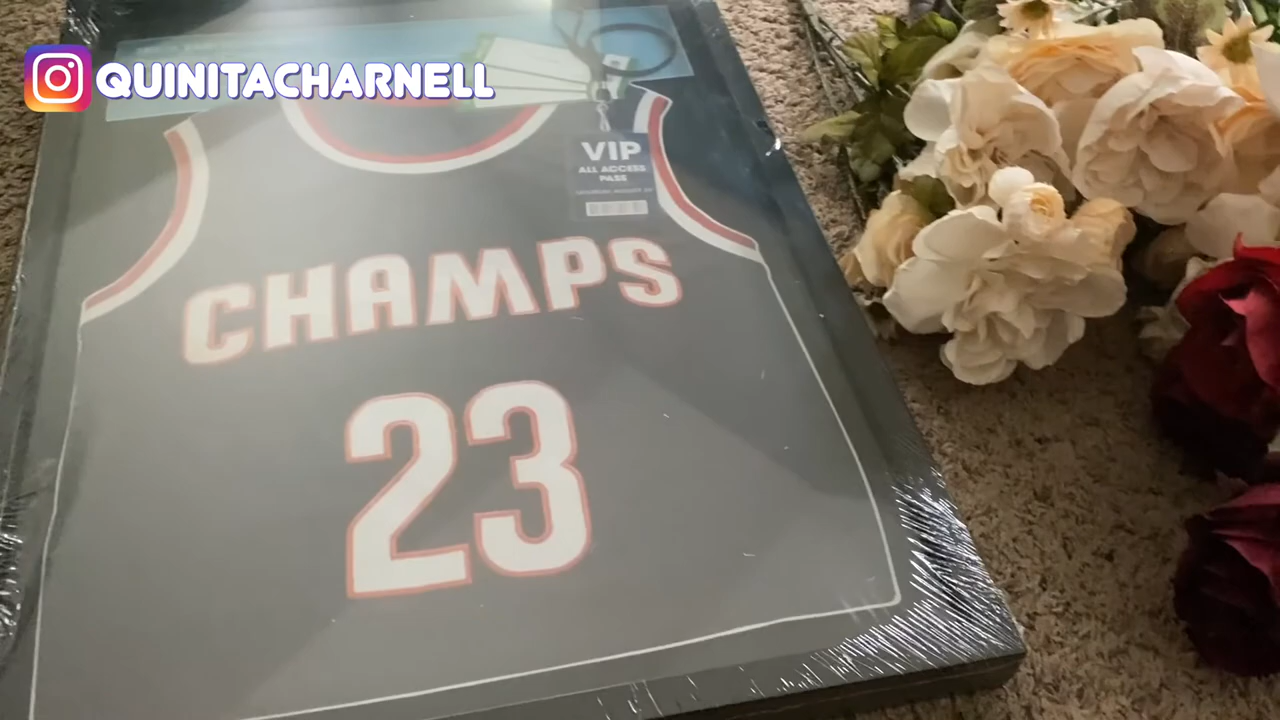 QUINITACHARNELL
VIP
ALL ACCESS
PASS
CHAMPS
23